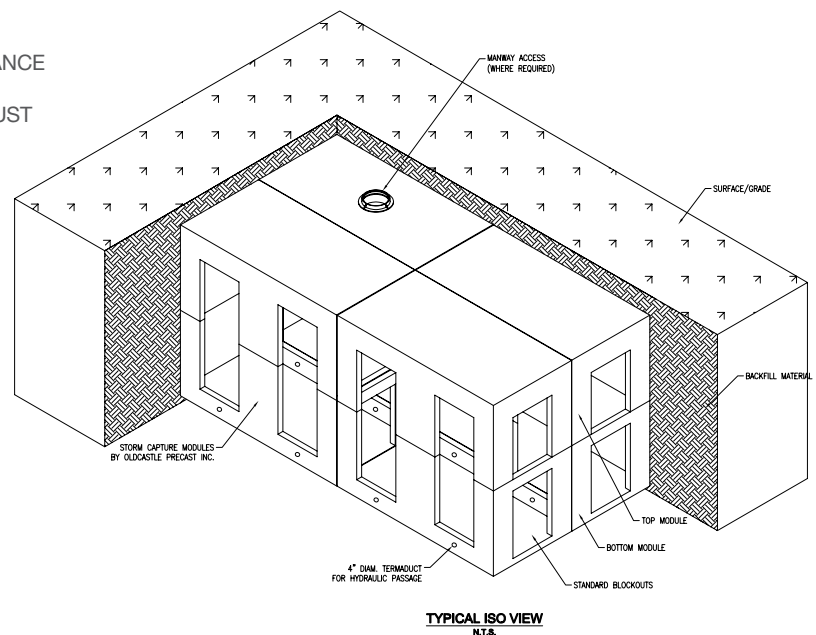 ANCE
UST
MANWAY ACCESS
(WHERE REQUIRED)
SURFACE/GRADE
BACKFILL MATERIAL
STORM CAPTURE MODULES
BY OLDCASTLE PRECAST INC.
TOP MODULE
BOTTOM MODULE
4" DIAM. TERMADUCT
FOR HYDRAULIC PASSAGE
STANDARD BLOCKOUTS
TYPICAL ISO VIEW
N.T.S.